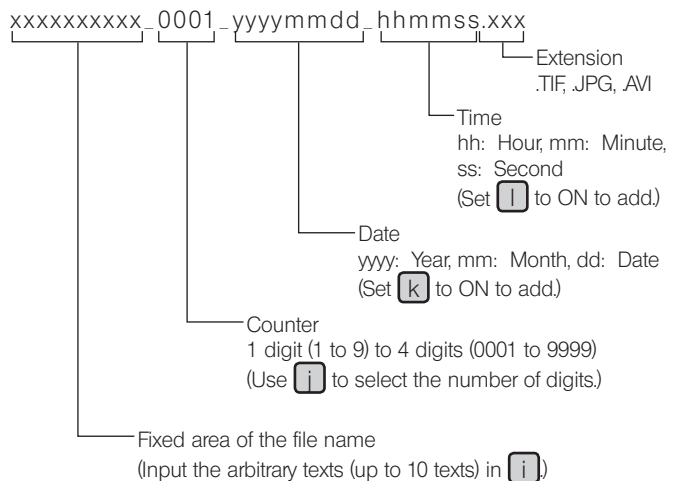 xxxxxxxxxx_0001_yyyymmdd_hhmmss.xxx
Extension
.TIF, .JPG, .AVI
Time
hh: Hour, mm: Minute,
ss: Second
(Set l to ON to add.)
Date
yyyy: Year, mm: Month, dd: Date
(Set k to ON to add.)
Counter
1 digit (1 to 9) to 4 digits (0001 to 9999)
(Use j to select the number of digits.)
Fixed area of the file name
(Input the arbitrary texts (up to 10 texts) in i.)